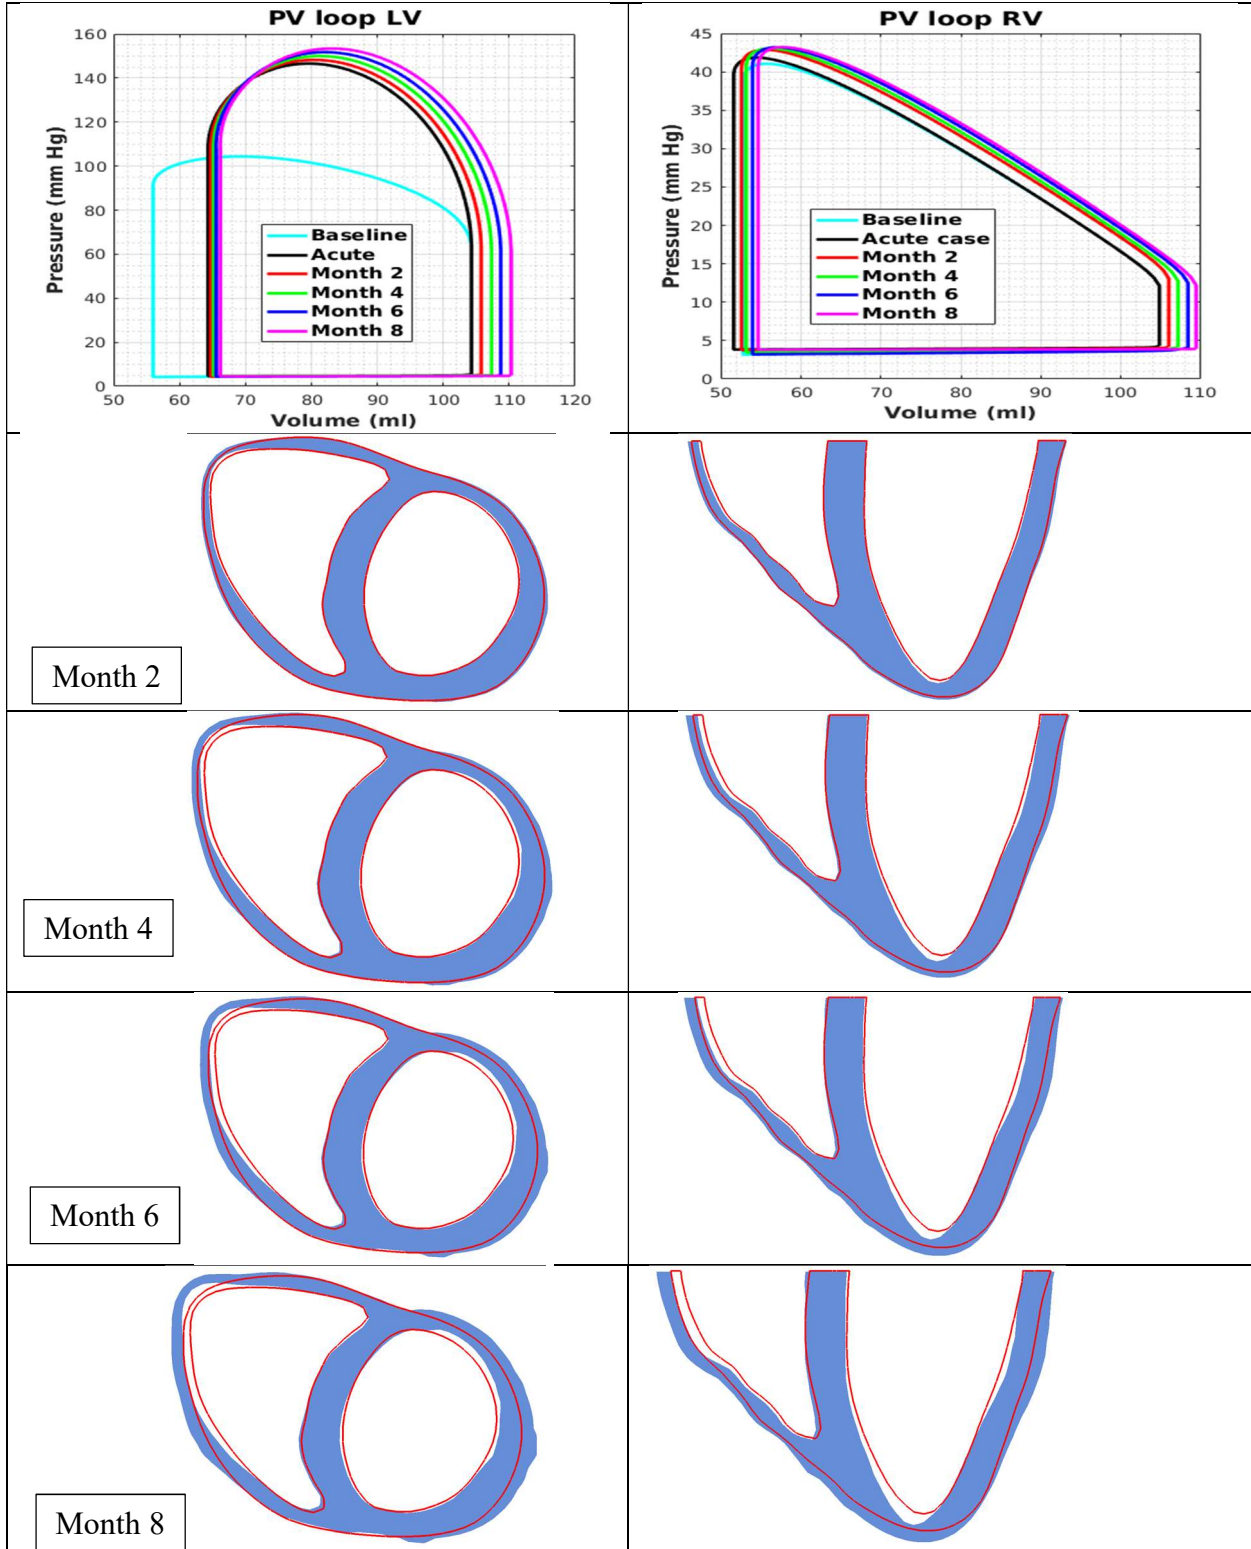 PV loop LV
160
140
120
100
80
60
40
20
0
Pressure (mm Hg)
Baseline
Acute
Month 2
Month 4
Month 6
Month 8
50 60 70 80 90 100 110 120
Volume (ml)
PV loop RV
45
40
35
30
25
20
15
10
5
0
Pressure (mm Hg)
Baseline
Acute case
Month 2
Month 4
Month 6
Month 8
50 60 70 80 90 100 110
Volume (ml)
Month 2
Month 4
Month 6
Month 8